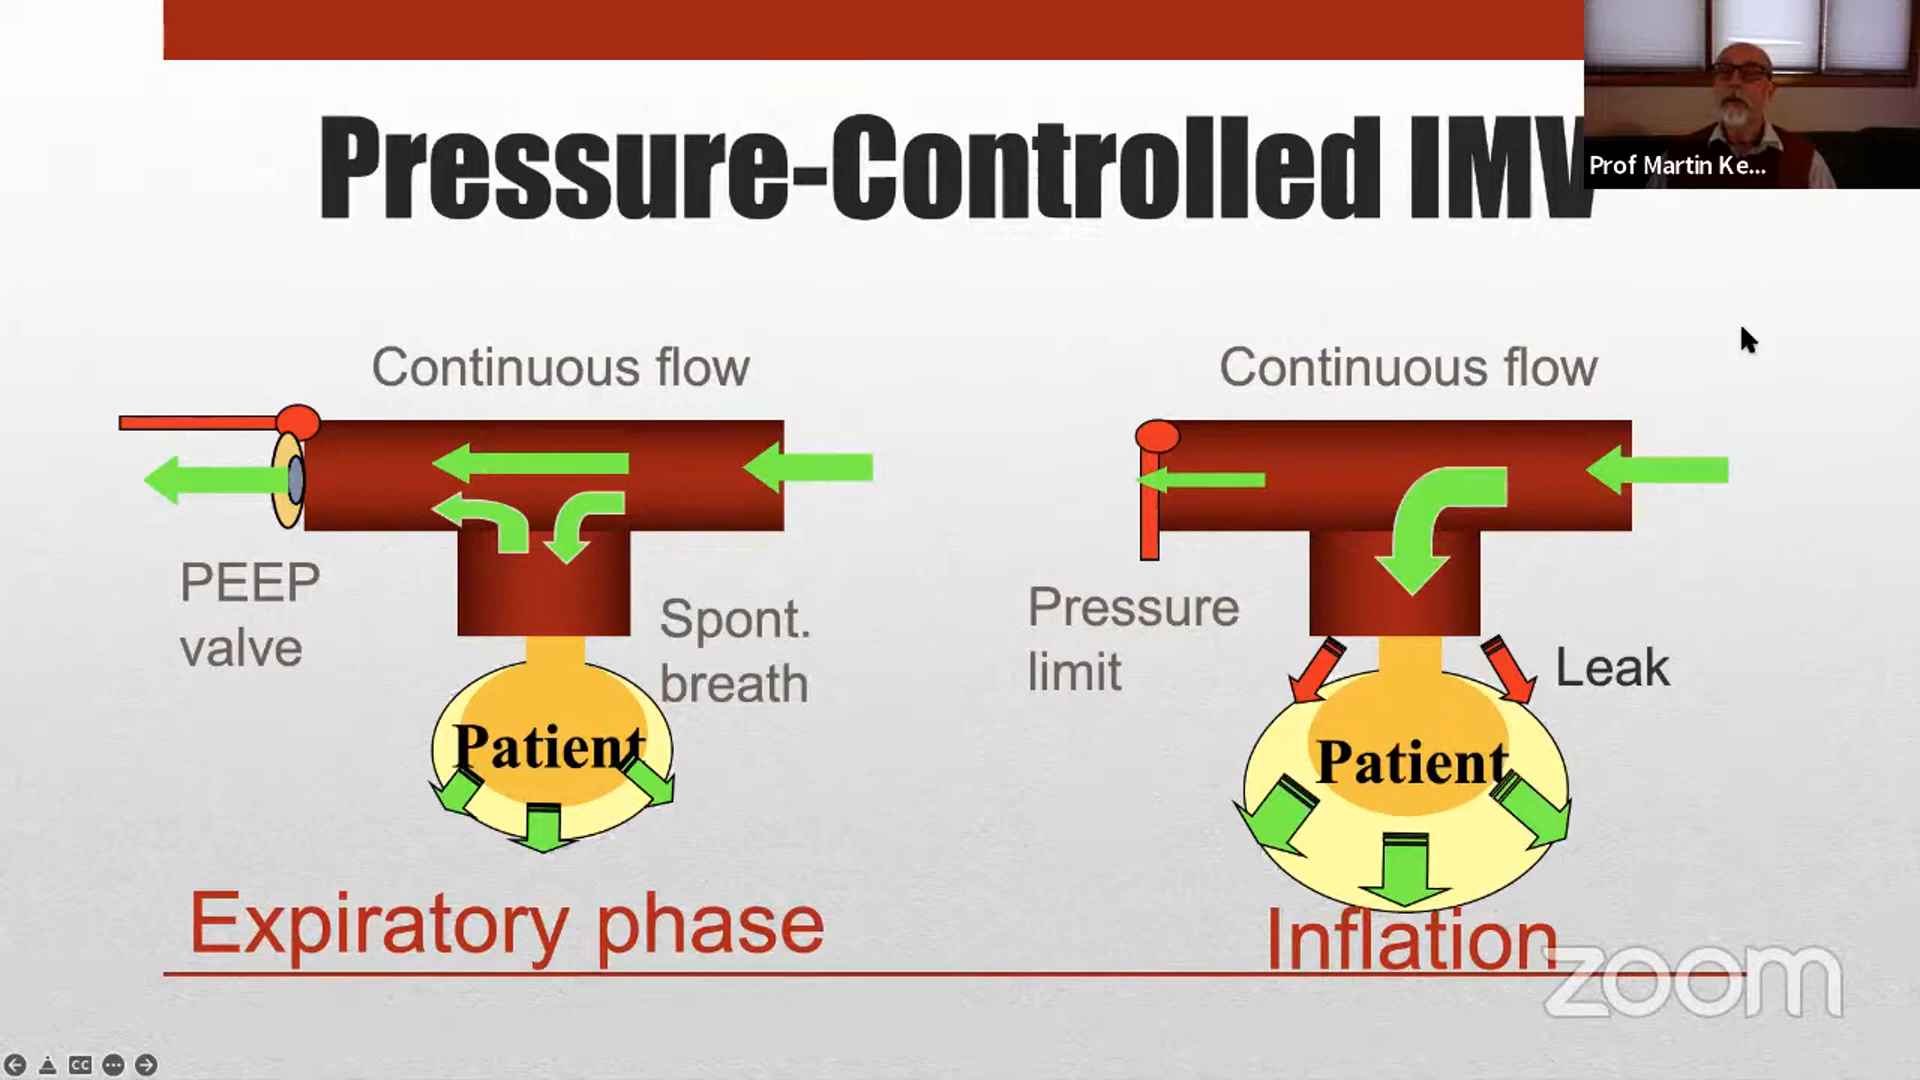 Pressure-Controlled IMV
Prof Martin Ke...
Continuous flow
Continuous flow
PEEP
valve
Spont.
breath
Pressure
limit
Leak
Patient
Patient
Expiratory phase
Inflation
zoom
CC